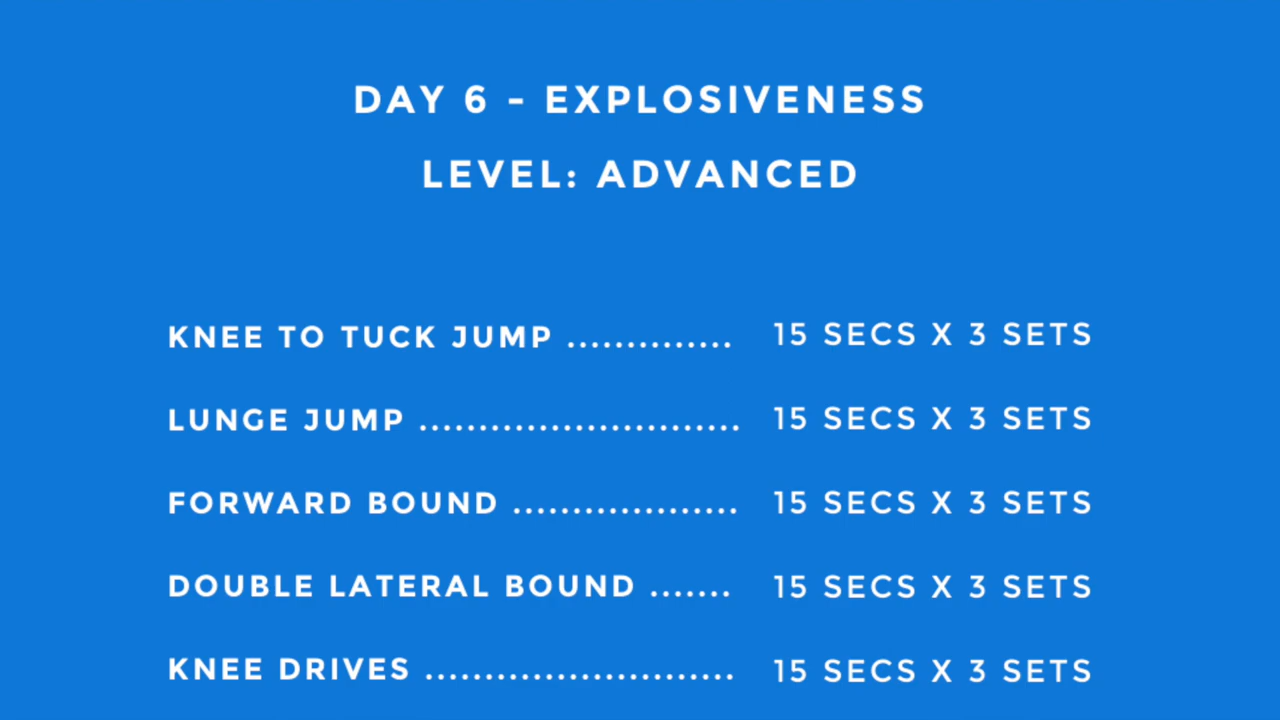 DAY 6 - EXPLOSIVENESS
LEVEL: ADVANCED
KNEE TO TUCK JUMP .............. 15 SECS X 3 SETS
LUNGE JUMP ........................... 15 SECS X 3 SETS
FORWARD BOUND ................... 15 SECS X 3 SETS
DOUBLE LATERAL BOUND ....... 15 SECS X 3 SETS
KNEE DRIVES .......................... 15 SECS X 3 SETS